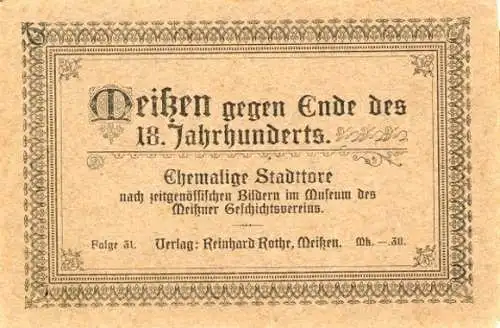 Meißen gegen Ende des
18. Jahrhunderts.
Ehemalige Stadttore
nach zeitgenössischen Bildern im Museum des
Meißner Geschichtsvereins.
Folge 31. Verlag: Reinhard Rothe, Meißen. Mk. —.30.